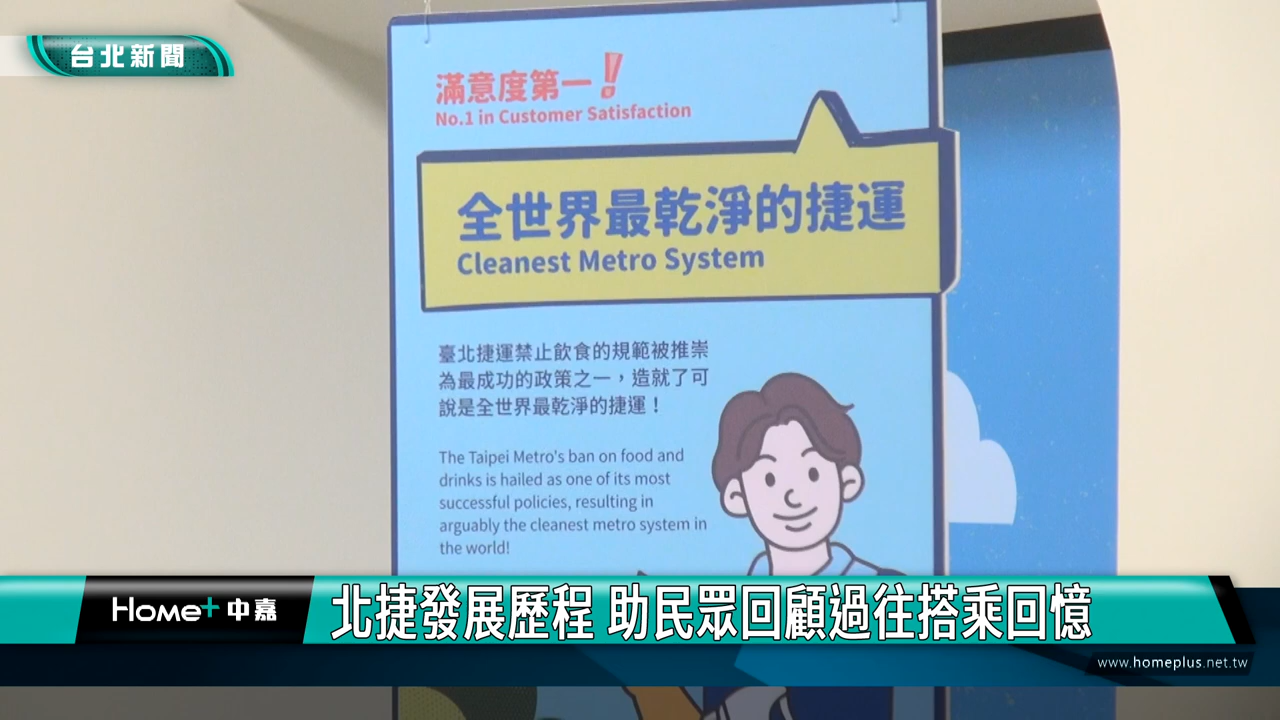 台北新聞
滿意度第一!
No.1 in Customer Satisfaction
全世界最乾淨的捷運
Cleanest Metro System
臺北捷運禁止飲食的規範被推崇
為最成功的政策之一，造就了可
說是全世界最乾淨的捷運！
The Taipei Metro's ban on food and
drinks is hailed as one of its most
successful policies, resulting in
arguably the cleanest metro system in
the world!
Home+ 中嘉
北捷發展歷程 助民眾回顧過往搭乘回憶
www.homeplus.net.tw